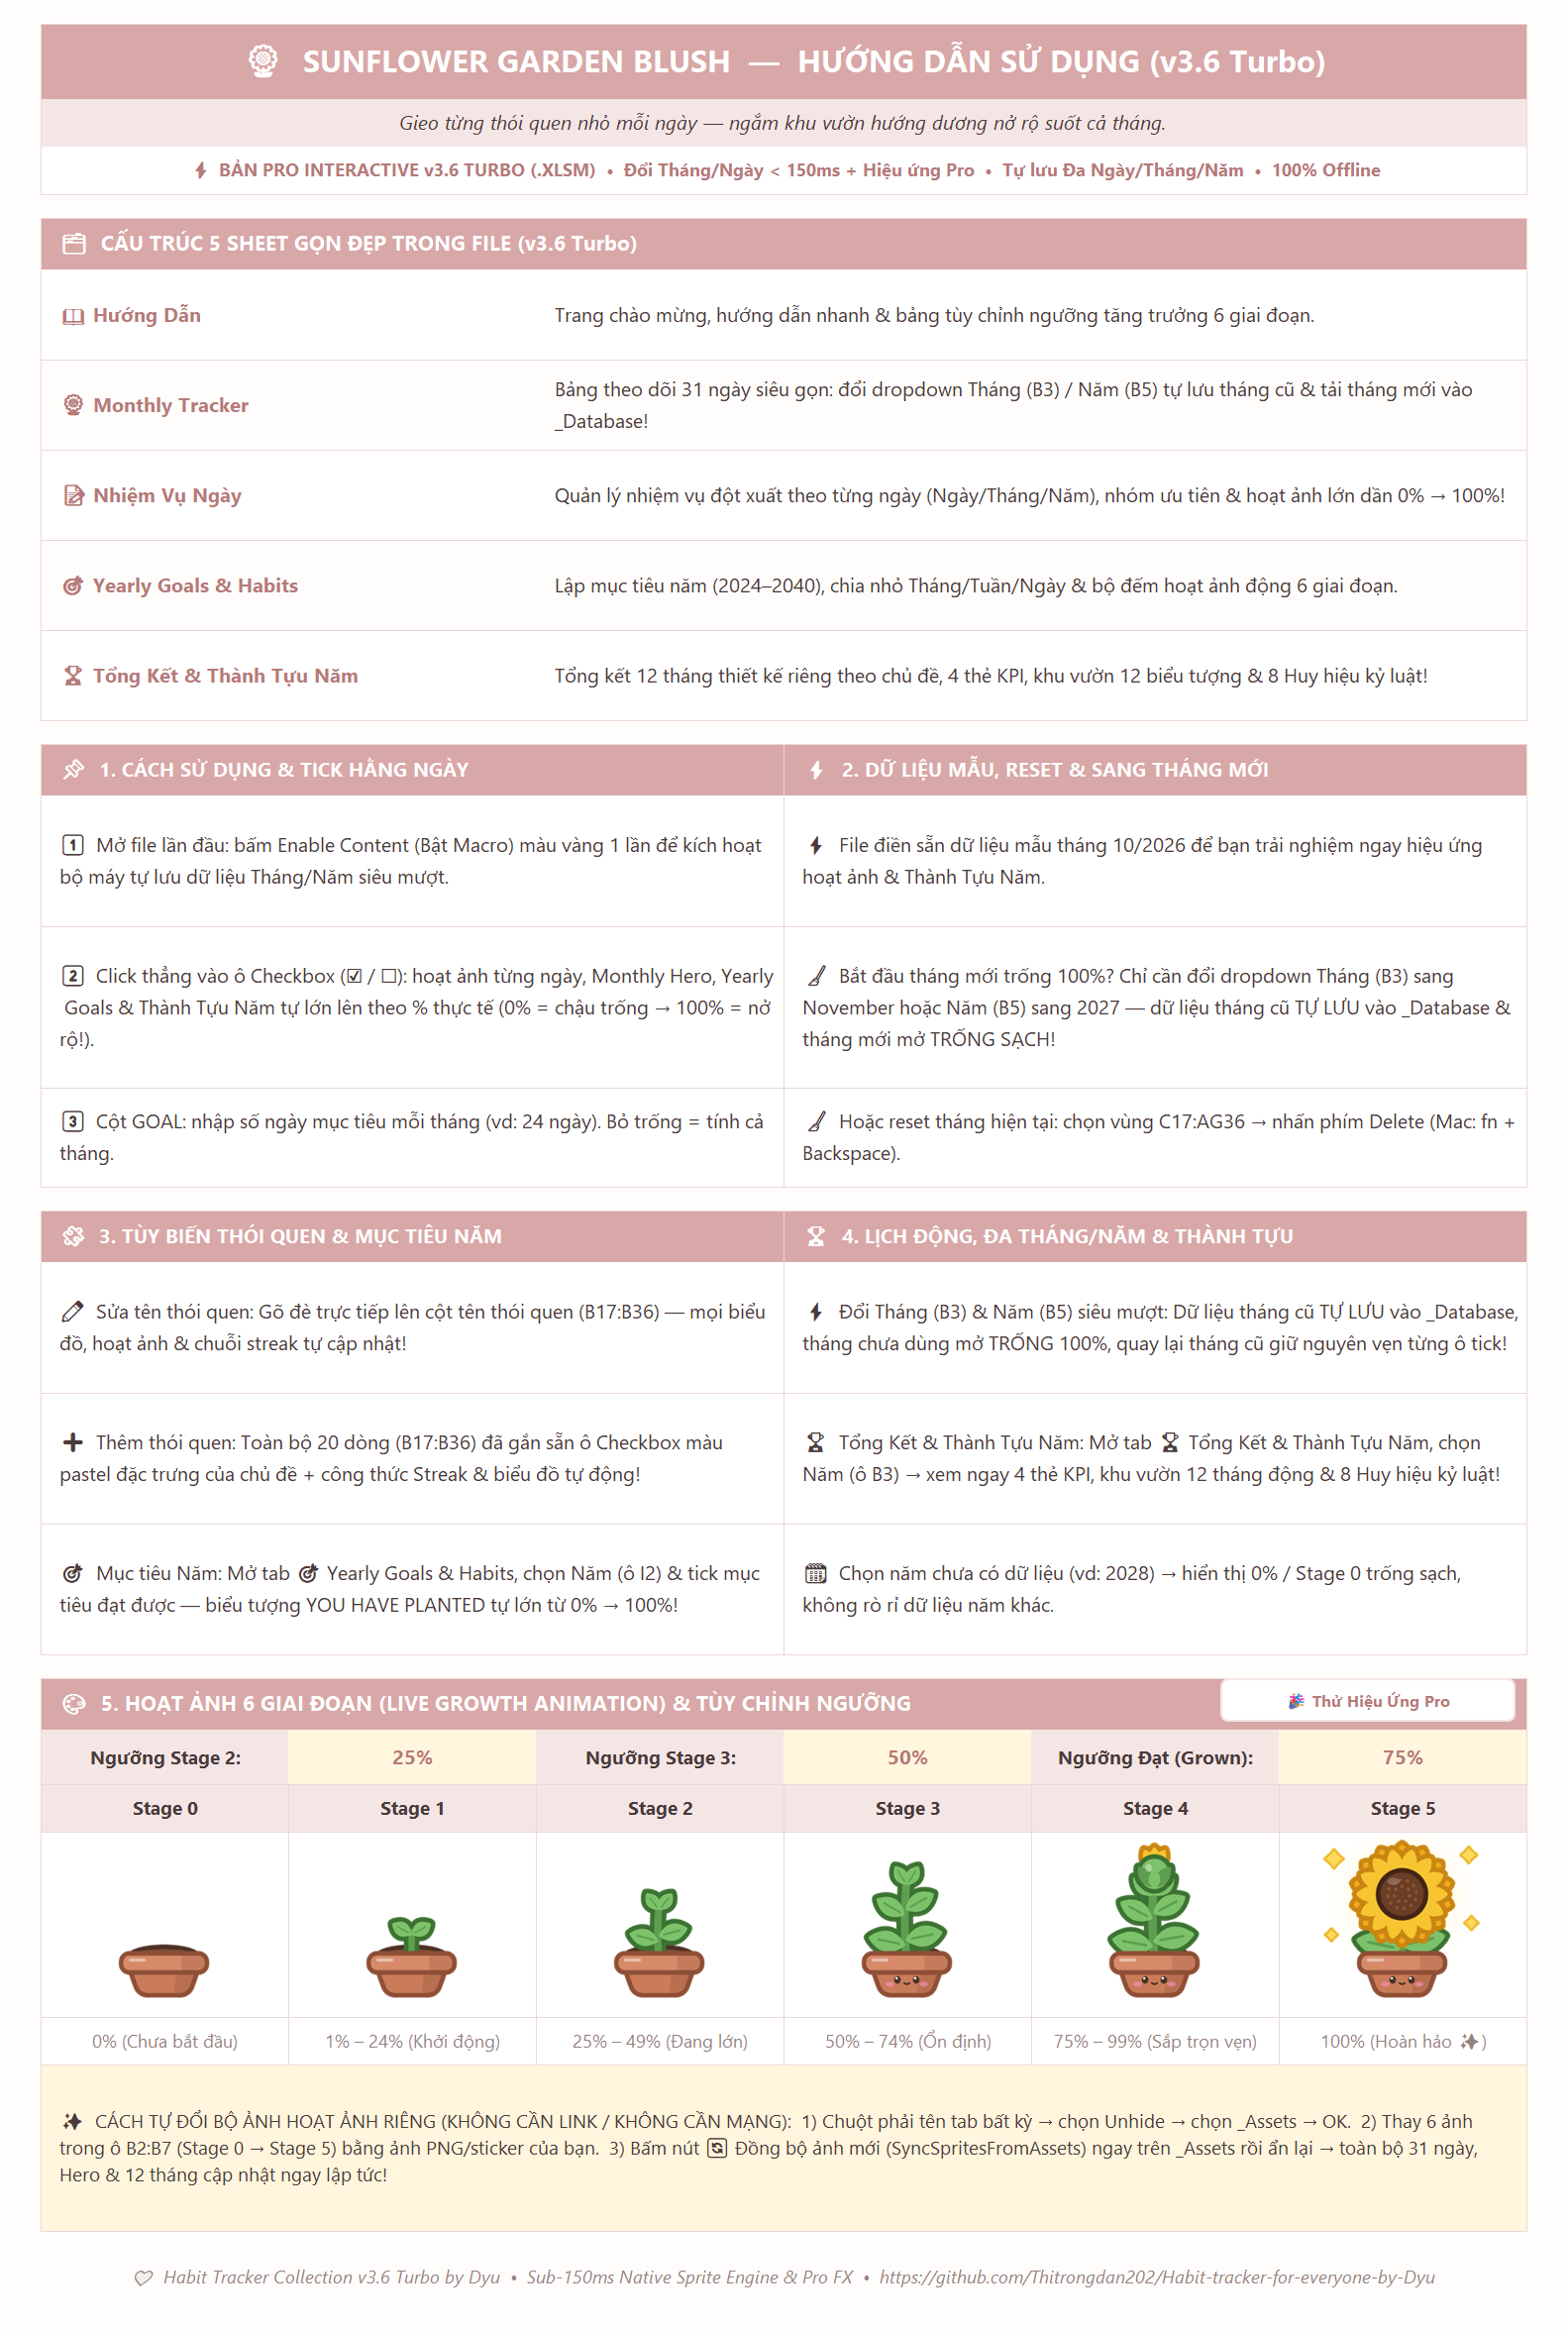 SUNFLOWER GARDEN BLUSH — HƯỚNG DẪN SỬ DỤNG (v3.6 Turbo)
Gieo từng thói quen nhỏ mỗi ngày — ngắm khu vườn hướng dương nở rộ suốt cả tháng.
BẢN PRO INTERACTIVE v3.6 TURBO (.XLSM) • Đổi Tháng/Ngày < 150ms + Hiệu ứng Pro • Tự lưu Đa Ngày/Tháng/Năm • 100% Offline
CẤU TRÚC 5 SHEET GỌN ĐẸP TRONG FILE (v3.6 Turbo)
Hướng Dẫn
Trang chào mừng, hướng dẫn nhanh & bảng tùy chỉnh ngưỡng tăng trưởng 6 giai đoạn.
Monthly Tracker
Bảng theo dõi 31 ngày siêu gọn: đổi dropdown Tháng (B3) / Năm (B5) tự lưu tháng cũ & tải tháng mới vào
_Database!
Nhiệm Vụ Ngày
Quản lý nhiệm vụ đột xuất theo từng ngày (Ngày/Tháng/Năm), nhóm ưu tiên & hoạt ảnh lớn dần 0% → 100%!
Yearly Goals & Habits
Lập mục tiêu năm (2024–2040), chia nhỏ Tháng/Tuần/Ngày & bộ đếm hoạt ảnh động 6 giai đoạn.
Tổng Kết & Thành Tựu Năm
Tổng kết 12 tháng thiết kế riêng theo chủ đề, 4 thẻ KPI, khu vườn 12 biểu tượng & 8 Huy hiệu kỷ luật!
1. CÁCH SỬ DỤNG & TICK HẰNG NGÀY
1 Mở file lần đầu: bấm Enable Content (Bật Macro) màu vàng 1 lần để kích hoạt
bộ máy tự lưu dữ liệu Tháng/Năm siêu mượt.
2 Click thẳng vào ô Checkbox (☑ / ☐): hoạt ảnh từng ngày, Monthly Hero, Yearly
Goals & Thành Tựu Năm tự lớn lên theo % thực tế (0% = chậu trống → 100% = nở
rộ!).
3 Cột GOAL: nhập số ngày mục tiêu mỗi tháng (vd: 24 ngày). Bỏ trống = tính cả
tháng.
2. DỮ LIỆU MẪU, RESET & SANG THÁNG MỚI
File điền sẵn dữ liệu mẫu tháng 10/2026 để bạn trải nghiệm ngay hiệu ứng
hoạt ảnh & Thành Tựu Năm.
Bắt đầu tháng mới trống 100%? Chỉ cần đổi dropdown Tháng (B3) sang
November hoặc Năm (B5) sang 2027 — dữ liệu tháng cũ TỰ LƯU vào _Database &
tháng mới mở TRỐNG SẠCH!
Hoặc reset tháng hiện tại: chọn vùng C17:AG36 → nhấn phím Delete (Mac: fn +
Backspace).
3. TÙY BIẾN THÓI QUEN & MỤC TIÊU NĂM
Sửa tên thói quen: Gõ đè trực tiếp lên cột tên thói quen (B17:B36) — mọi biểu
đồ, hoạt ảnh & chuỗi streak tự cập nhật!
Thêm thói quen: Toàn bộ 20 dòng (B17:B36) đã gắn sẵn ô Checkbox màu
pastel đặc trưng của chủ đề + công thức Streak & biểu đồ tự động!
Mục tiêu Năm: Mở tab Yearly Goals & Habits, chọn Năm (ô I2) & tick mục
tiêu đạt được — biểu tượng YOU HAVE PLANTED tự lớn từ 0% → 100%!
4. LỊCH ĐỘNG, ĐA THÁNG/NĂM & THÀNH TỰU
Đổi Tháng (B3) & Năm (B5) siêu mượt: Dữ liệu tháng cũ TỰ LƯU vào _Database,
tháng chưa dùng mở TRỐNG 100%, quay lại tháng cũ giữ nguyên vẹn từng ô tick!
Tổng Kết & Thành Tựu Năm: Mở tab Tổng Kết & Thành Tựu Năm, chọn
Năm (ô B3) → xem ngay 4 thẻ KPI, khu vườn 12 tháng động & 8 Huy hiệu kỷ luật!
Chọn năm chưa có dữ liệu (vd: 2028) → hiển thị 0% / Stage 0 trống sạch,
không rò rỉ dữ liệu năm khác.
5. HOẠT ẢNH 6 GIAI ĐOẠN (LIVE GROWTH ANIMATION) & TÙY CHỈNH NGƯỠNG
Thử Hiệu Ứng Pro
Ngưỡng Stage 2: 25% Ngưỡng Stage 3: 50% Ngưỡng Đạt (Grown): 75%
Stage 0 Stage 1 Stage 2 Stage 3 Stage 4 Stage 5
0% (Chưa bắt đầu) 1% – 24% (Khởi động) 25% – 49% (Đang lớn) 50% – 74% (Ổn định) 75% – 99% (Sắp trọn vẹn) 100% (Hoàn hảo ✨)
✨ CÁCH TỰ ĐỔI BỘ ẢNH HOẠT ẢNH RIÊNG (KHÔNG CẦN LINK / KHÔNG CẦN MẠNG): 1) Chuột phải tên tab bất kỳ → chọn Unhide → chọn _Assets → OK. 2) Thay 6 ảnh
trong ô B2:B7 (Stage 0 → Stage 5) bằng ảnh PNG/sticker của bạn. 3) Bấm nút 🔄 Đồng bộ ảnh mới (SyncSpritesFromAssets) ngay trên _Assets rồi ẩn lại → toàn bộ 31 ngày,
Hero & 12 tháng cập nhật ngay lập tức!
Habit Tracker Collection v3.6 Turbo by Dyu • Sub-150ms Native Sprite Engine & Pro FX • https://github.com/Thitrongdan202/Habit-tracker-for-everyone-by-Dyu